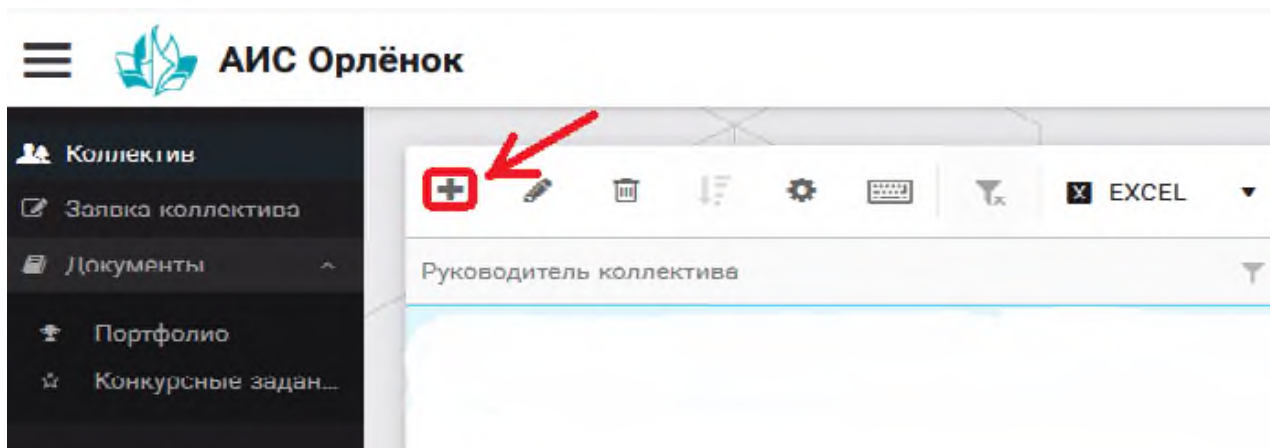 АИС Орлёнок
Коллектив
Заявка коллектива
Документы
Портфолио
Конкурсные задан...
EXCEL
Руководитель коллектива